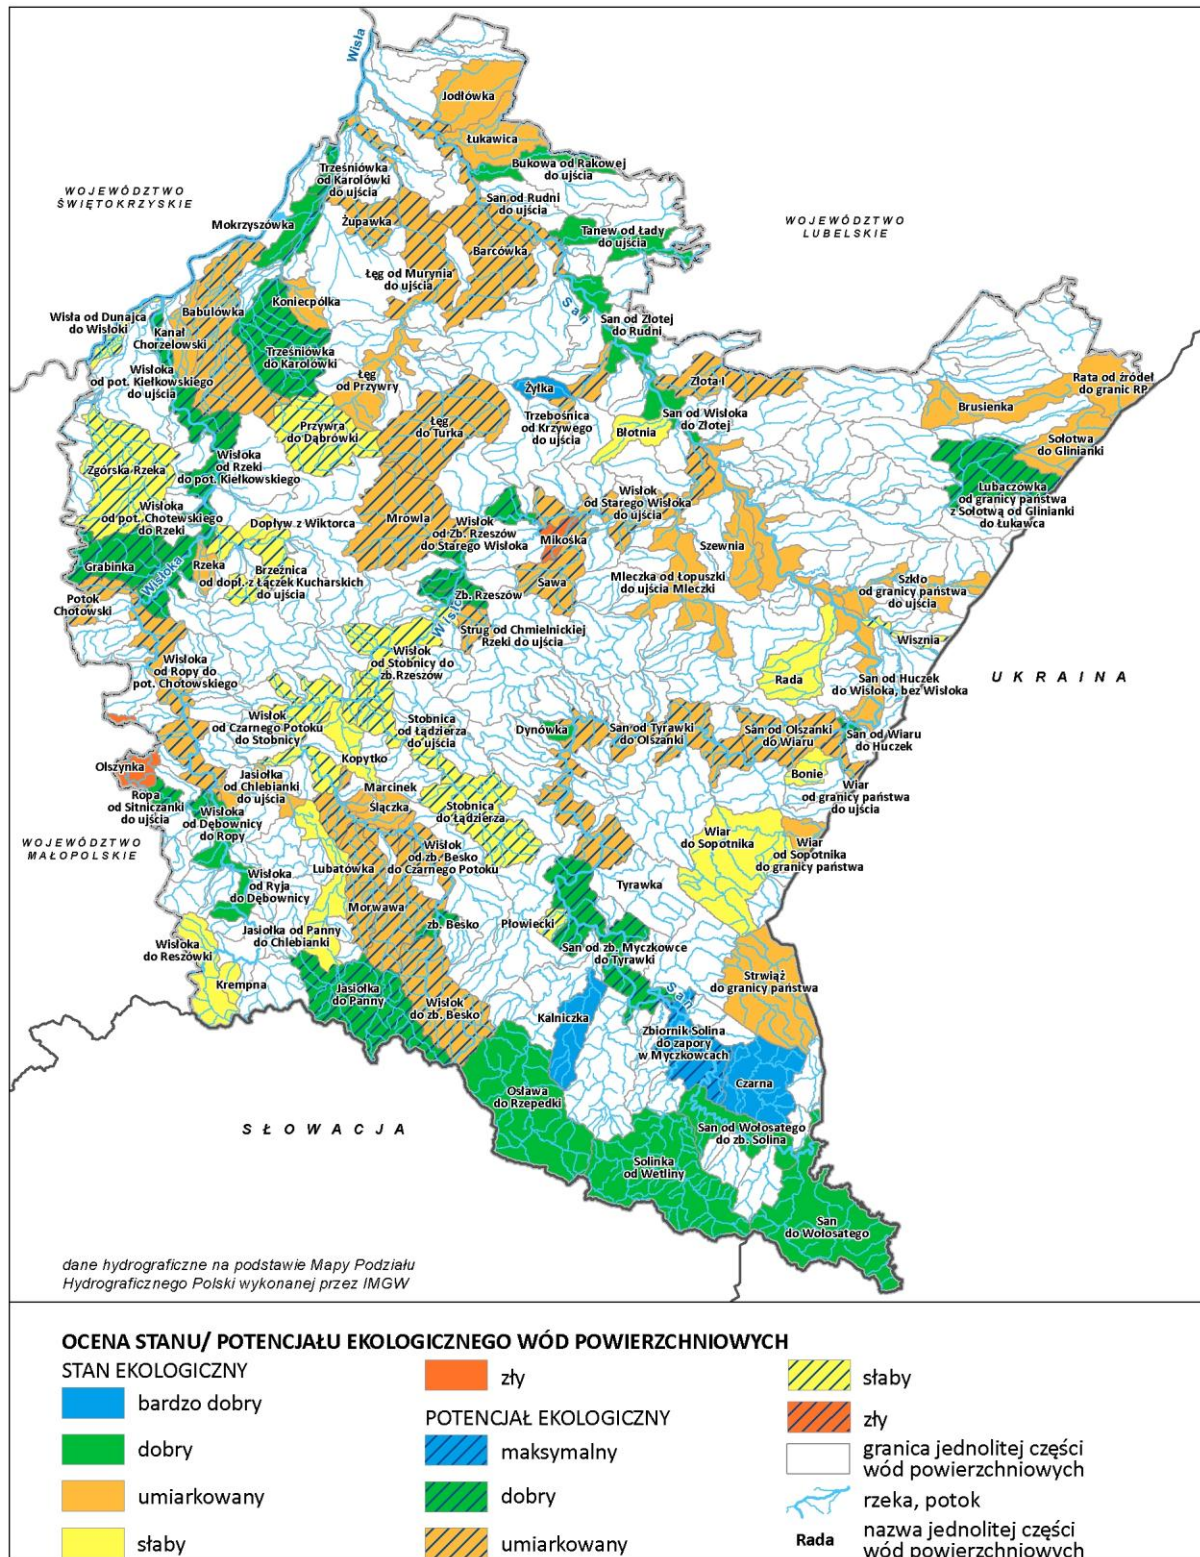 Wisła
Jodłówka
Łukawica
Bukowa od Rakowej
do ujścia
Trześniówka
od Karolówki
do ujścia
WOJEWÓDZTWO
ŚWIĘTOKRZYSKIE
San od Rudni
do ujścia
Mokrzyszówka
Żupawka
Tanew od Łady
do ujścia
WOJEWÓDZTWO
LUBELSKIE
Barcówka
Łęg od Murynia
do ujścia
Koniecpólka
San
Babulówka
Wisła od Dunajca
do Wisłoki
Kanał
Chorzelowski
San od Złotej
do Rudni
Trześniówka
do Karolówki
Wisłoka
od pot. Kiełkowskiego
do ujścia
Łęg
od Przywry
Żyłka
Złota I
Rata od źródeł
do granic RP
Brusienka
Trzebośnica
od Krzywego
do ujścia
San od Wisłoka
do Złotej
Przywra
do Dąbrówki
Łęg
do Turka
Błotnia
Sołotwa
do Glinianki
Zgórska Rzeka
Wisłoka
od Rzeki
do pot. Kiełkowskiego
Lubaczówka
od granicy państwa
z Sołotwą od Glinianki
do Łukawca
Wisłok
od Starego Wisłoka
do ujścia
Wisłoka
od pot. Chotewskiego
do Rzeki
Dopływ z Wiktorca
Mrowla
Wisłok
od Zb. Rzeszów
do Starego Wisłoka
Mikośka
Szewnia
Grabinka
Wisłoka
Rzeka
Brzeźnica
od dopł. z Łączek Kucharskich
do ujścia
Sawa
Mleczka od Łopuszki
do ujścia Mleczki
Szkło
od granicy państwa
do ujścia
Potok
Chotowski
Zb. Rzeszów
Wisłok
Strug od Chmielnickiej
Rzeki do ujścia
Wisznia
Wisłok
od Stobnicy do
zb.Rzeszów
Wisłoka
od Ropy do
pot. Chotowskiego
Rada
San od Huczek
do Wisłoka, bez Wisłoka
UKRAINA
Wisłok
od Czarnego Potoku
do Stobnicy
Stobnica
od Łądzierza
do ujścia
Dynówka
San od Tyrawki
do Olszanki
San od Olszanki
do Wiaru
San od Wiaru
do Huczek
Olszynka
Kopytko
Bonie
Jasiołka
od Chlebianki
do ujścia
Marcinek
Ślączka
Wiar
od granicy państwa
do ujścia
Ropa
od Sitniczanki
do ujścia
Wisłoka
od Dębownicy
do Ropy
Stobnica
do Łądzierza
WOJEWÓDZTWO
MAŁOPOLSKIE
Wiar
do Sopotnika
Wiar
od Sopotnika
do granicy państwa
Wisłok
od zb. Besko
do Czarnego Potoku
Lubatówka
Wisłoka
od Ryja
do Dębownicy
Tyrawka
Morwawa
zb. Besko
Płowiecki
Jasiołka od Panny
do Chlebianki
Wisłoka
do Reszówki
San od zb. Myczkowce
do Tyrawki
Strwiąż
do granicy państwa
Krempna
Jasiołka
do Panny
San
Wisłok
do zb. Besko
Kalniczka
Zbiornik Solina
do zapory
w Myczkowcach
Czarna
Osława
do Rzepedki
SŁOWACJA
San od Wołosatego
do zb. Solina
Solinka
od Wetliny
San
do Wołosatego
dane hydrograficzne na podstawie Mapy Podziału
Hydrograficznego Polski wykonanej przez IMGW
OCENA STANU/ POTENCJAŁU EKOLOGICZNEGO WÓD POWIERZCHNIOWYCH
STAN EKOLOGICZNY
bardzo dobry
dobry
umiarkowany
słaby
zły
POTENCJAŁ EKOLOGICZNY
maksymalny
dobry
umiarkowany
słaby
zły
granica jednolitej części
wód powierzchniowych
rzeka, potok
Rada
nazwa jednolitej części
wód powierzchniowych